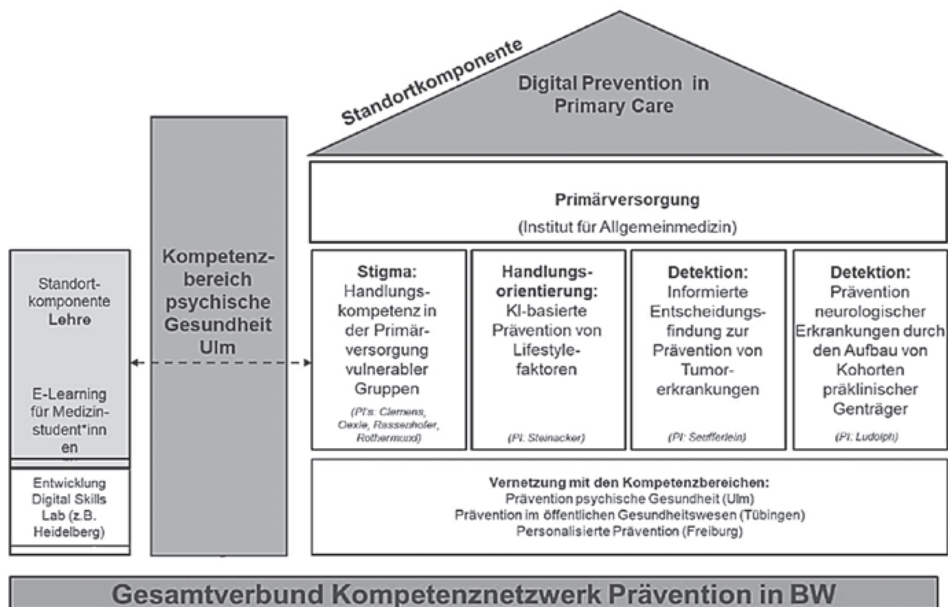 Standortkomponente
Digital Prevention in
Primary Care
Primärversorgung
(Institut für Allgemeinmedizin)
Standort-
komponente
Lehre
E-Learning
für Medizin-
student*inn
en
Entwicklung
Digital Skills
Lab (z.B.
Heidelberg)
Kompetenz-
bereich
psychische
Gesundheit
Ulm
Stigma:
Handlungs-
kompetenz in
der Primär-
versorgung
vulnerabler
Gruppen
(PI's: Clemens,
Oexle, Rassenhofer,
Rothermund)
Handlungs-
orientierung:
KI-basierte
Prävention von
Lifestyle-
faktoren
(PI: Steinacker)
Detektion:
Informierte
Entscheidungs-
findung zur
Prävention von
Tumor-
erkrankungen
(PI: Seufferlein)
Detektion:
Prävention
neurologischer
Erkrankungen durch
den Aufbau von
Kohorten
präklinischer
Genträger
(PI: Ludolph)
Vernetzung mit den Kompetenzbereichen:
Prävention psychische Gesundheit (Ulm)
Prävention im öffentlichen Gesundheitswesen (Tübingen)
Personalisierte Prävention (Freiburg)
Gesamtverbund Kompetenznetzwerk Prävention in BW